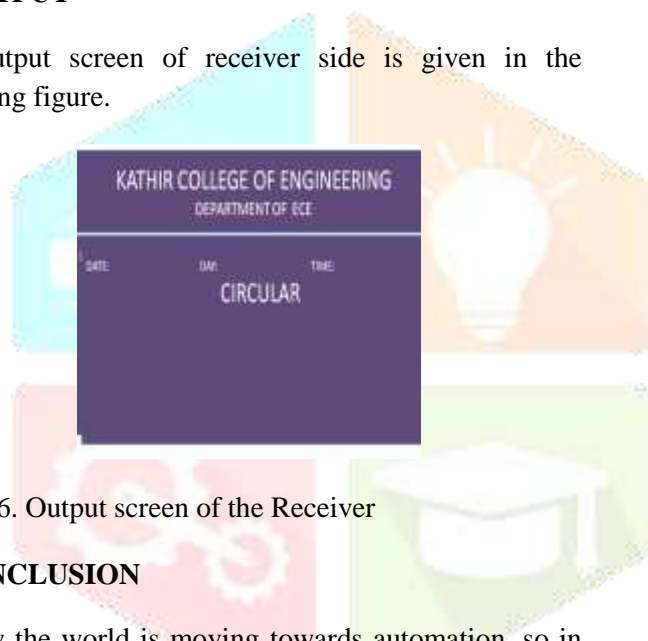 utput screen of receiver side is given in the
ng figure.
KATHIR COLLEGE OF ENGINEERING
DEPARTMENT OF ECE
DATE: DAY: TIME:
CIRCULAR
6. Output screen of the Receiver
NCLUSION
the world is moving towards automation, so in